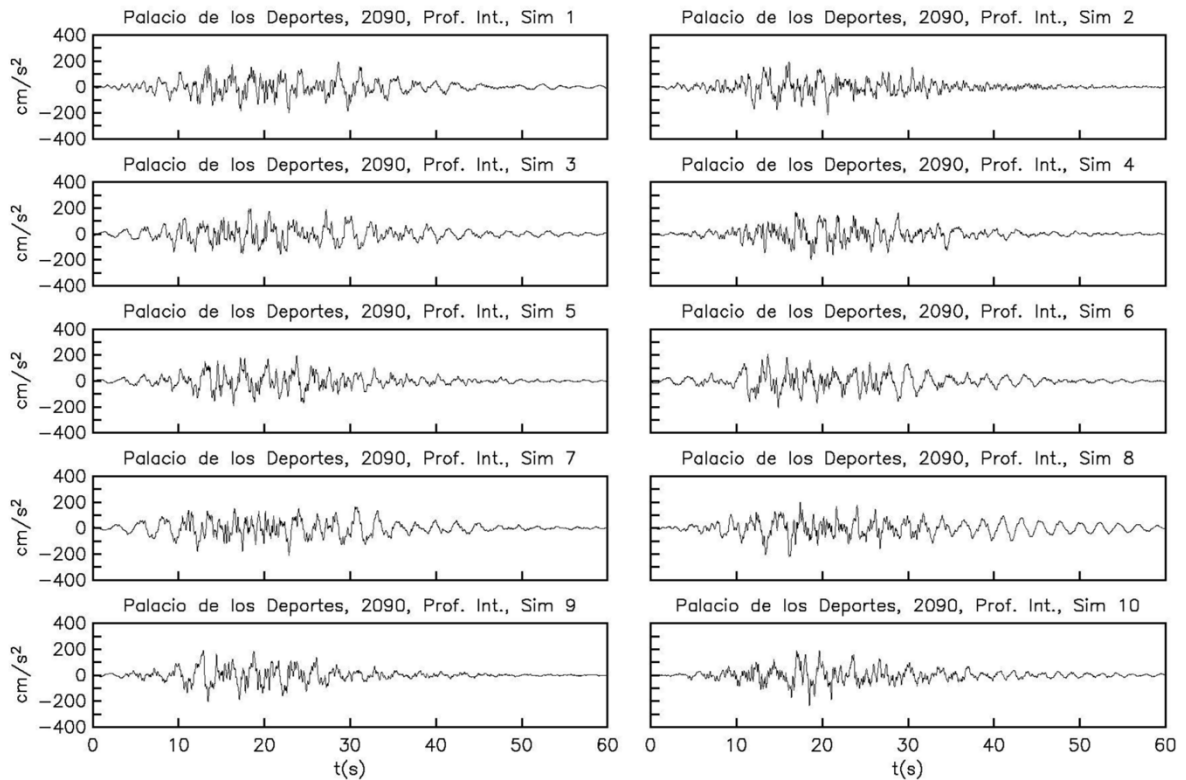 Palacio de los Deportes, 2090, Prof. Int., Sim 1
Palacio de los Deportes, 2090, Prof. Int., Sim 2
400
200
0
−200
−400
cm/s²
Palacio de los Deportes, 2090, Prof. Int., Sim 3
Palacio de los Deportes, 2090, Prof. Int., Sim 4
400
200
0
−200
−400
cm/s²
Palacio de los Deportes, 2090, Prof. Int., Sim 5
Palacio de los Deportes, 2090, Prof. Int., Sim 6
400
200
0
−200
−400
cm/s²
Palacio de los Deportes, 2090, Prof. Int., Sim 7
Palacio de los Deportes, 2090, Prof. Int., Sim 8
400
200
0
−200
−400
cm/s²
Palacio de los Deportes, 2090, Prof. Int., Sim 9
Palacio de los Deportes, 2090, Prof. Int., Sim 10
400
200
0
−200
−400
cm/s²
0 10 20 30 40 50 60
0 10 20 30 40 50 60
t(s)
t(s)